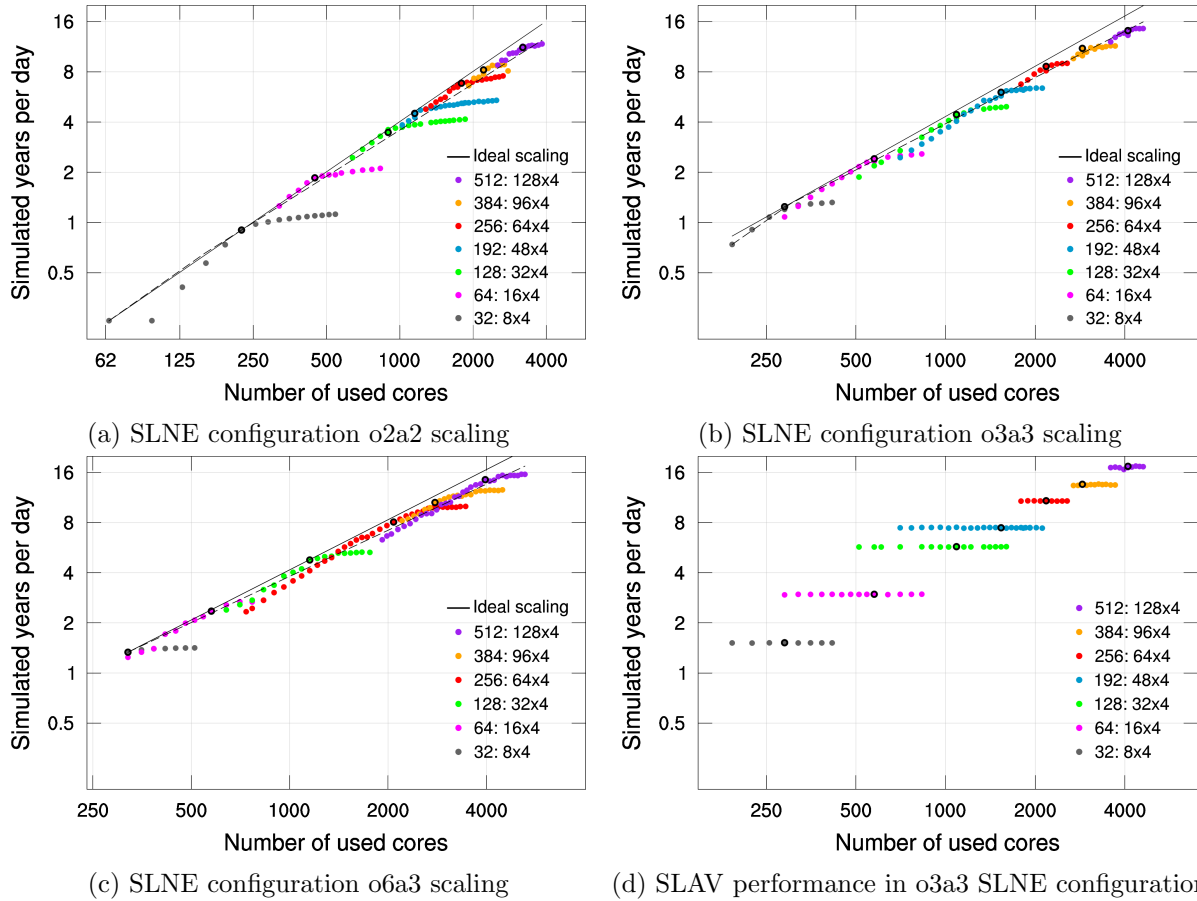 Simulated years per day
16
8
4
2
1
0.5
Ideal scaling
512: 128x4
384: 96x4
256: 64x4
192: 48x4
128: 32x4
64: 16x4
32: 8x4
62 125 250 500 1000 2000 4000
Number of used cores
(a) SLNE configuration o2a2 scaling
Simulated years per day
16
8
4
2
1
0.5
Ideal scaling
512: 128x4
384: 96x4
256: 64x4
192: 48x4
128: 32x4
64: 16x4
32: 8x4
250 500 1000 2000 4000
Number of used cores
(b) SLNE configuration o3a3 scaling
Simulated years per day
16
8
4
2
1
0.5
Ideal scaling
512: 128x4
384: 96x4
256: 64x4
128: 32x4
64: 16x4
32: 8x4
250 500 1000 2000 4000
Number of used cores
(c) SLNE configuration o6a3 scaling
Simulated years per day
16
8
4
2
1
0.5
512: 128x4
384: 96x4
256: 64x4
192: 48x4
128: 32x4
64: 16x4
32: 8x4
250 500 1000 2000 4000
Number of used cores
(d) SLAV performance in o3a3 SLNE configuration